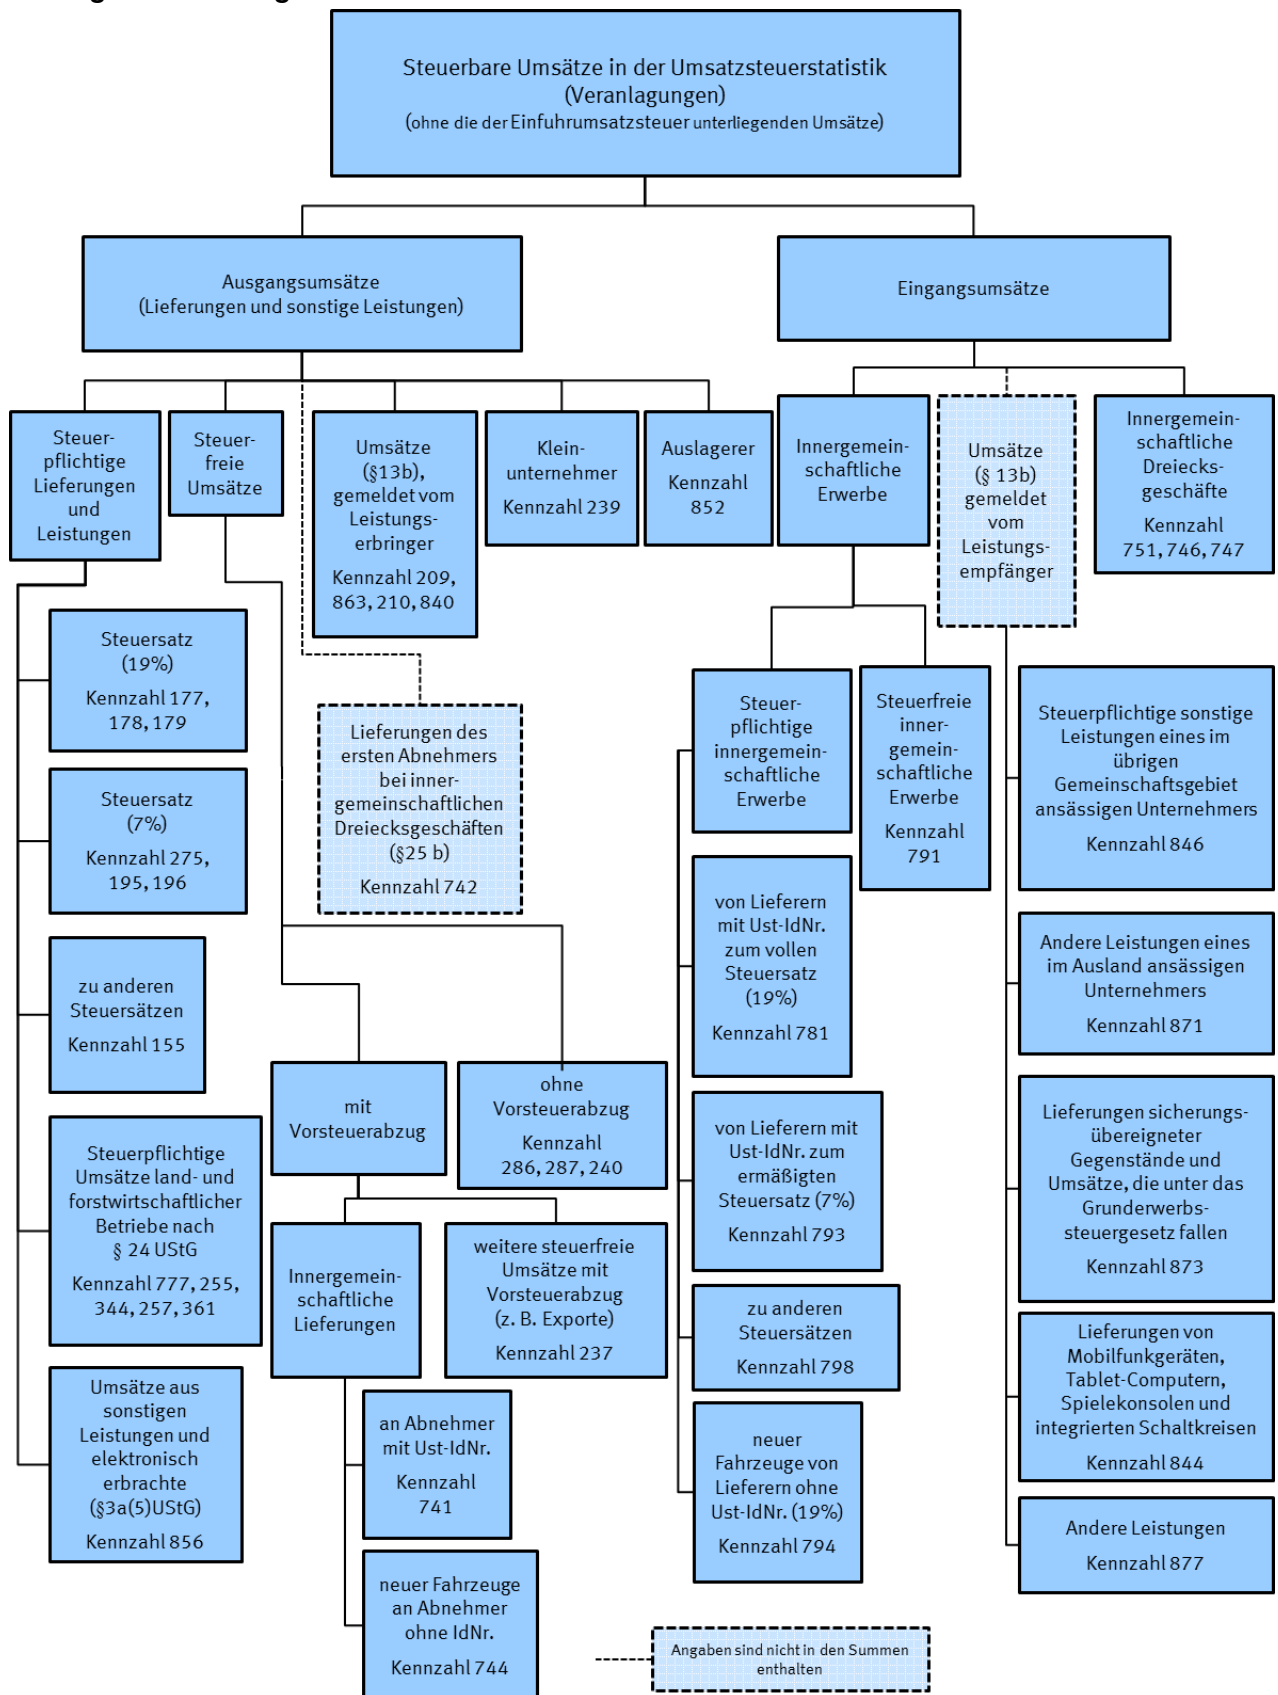 Steuerbare Umsätze in der Umsatzsteuerstatistik
(Veranlagungen)
(ohne die der Einfuhrumsatzsteuer unterliegenden Umsätze)
Ausgangsumsätze
(Lieferungen und sonstige Leistungen)
Eingangsumsätze
Steuer-
pflichtige
Lieferungen
und
Leistungen
Steuer-
freie
Umsätze
Umsätze
(§13b),
gemeldet vom
Leistungs-
erbringer
Kennzahl 209,
863, 210, 840
Klein-
unternehmer
Kennzahl 239
Auslagerer
Kennzahl
852
Innergemein-
schaftliche
Erwerbe
Umsätze
(§ 13b)
gemeldet
vom
Leistungs-
empfänger
Innergemein-
schaftliche
Dreiecks-
geschäfte
Kennzahl
751, 746, 747
Steuersatz
(19%)
Kennzahl 177,
178, 179
Steuersatz
(7%)
Kennzahl 275,
195, 196
zu anderen
Steuersätzen
Kennzahl 155
Steuerpflichtige
Umsätze land- und
forstwirtschaftlicher
Betriebe nach
§ 24 UStG
Kennzahl 777, 255,
344, 257, 361
Umsätze aus
sonstigen
Leistungen und
elektronisch
erbrachte
(§3a(5)UStG)
Kennzahl 856
Lieferungen des
ersten Abnehmers
bei inner-
gemeinschaftlichen
Dreiecksgeschäften
(§25 b)
Kennzahl 742
mit
Vorsteuerabzug
ohne
Vorsteuerabzug
Kennzahl
286, 287, 240
Innergemein-
schaftliche
Lieferungen
weitere steuerfreie
Umsätze mit
Vorsteuerabzug
(z. B. Exporte)
Kennzahl 237
an Abnehmer
mit Ust-IdNr.
Kennzahl
741
neuer Fahrzeuge
an Abnehmer
ohne IdNr.
Kennzahl 744
Steuer-
pflichtige
innergemein-
schaftliche
Erwerbe
Steuerfreie
inner-
gemein-
schaftliche
Erwerbe
Kennzahl
791
von Lieferern
mit Ust-IdNr.
zum vollen
Steuersatz
(19%)
Kennzahl 781
von Lieferern mit
Ust-IdNr. zum
ermäßigten
Steuersatz (7%)
Kennzahl 793
zu anderen
Steuersätzen
Kennzahl 798
neuer
Fahrzeuge von
Lieferern ohne
Ust-IdNr. (19%)
Kennzahl 794
Steuerpflichtige sonstige
Leistungen eines im
übrigen
Gemeinschaftsgebiet
ansässigen Unternehmers
Kennzahl 846
Andere Leistungen eines
im Ausland ansässigen
Unternehmers
Kennzahl 871
Lieferungen sicherungs-
übereigneter
Gegenstände und
Umsätze, die unter das
Grunderwerbs-
steuergesetz fallen
Kennzahl 873
Lieferungen von
Mobilfunkgeräten,
Tablet-Computern,
Spielekonsolen und
integrierten Schaltkreisen
Kennzahl 844
Andere Leistungen
Kennzahl 877
Angaben sind nicht in den Summen
enthalten